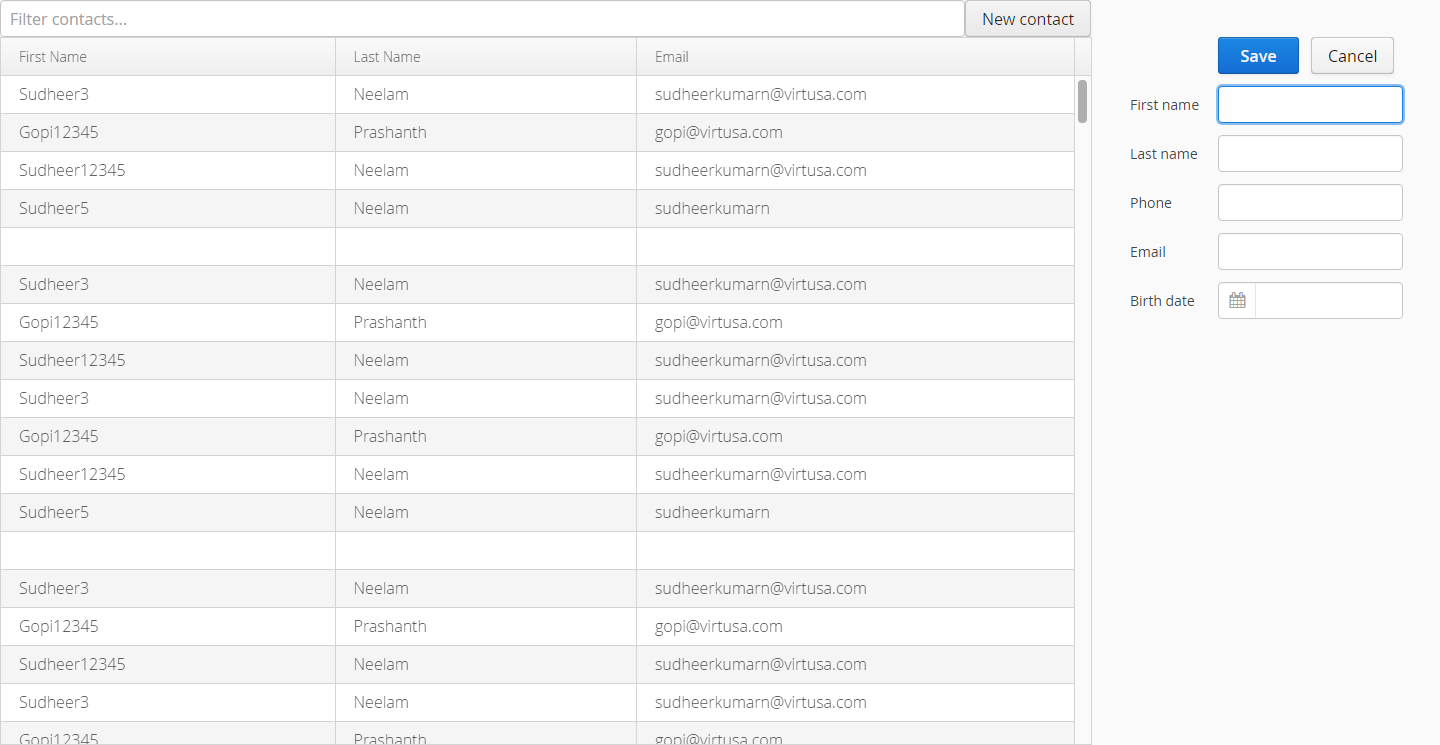 Filter contacts... New contact
First Name Last Name Email
Sudheer3 Neelam sudheerkumarn@virtusa.com
Gopi12345 Prashanth gopi@virtusa.com
Sudheer12345 Neelam sudheerkumarn@virtusa.com
Sudheer5 Neelam sudheerkumarn
Sudheer3 Neelam sudheerkumarn@virtusa.com
Gopi12345 Prashanth gopi@virtusa.com
Sudheer12345 Neelam sudheerkumarn@virtusa.com
Sudheer3 Neelam sudheerkumarn@virtusa.com
Gopi12345 Prashanth gopi@virtusa.com
Sudheer12345 Neelam sudheerkumarn@virtusa.com
Sudheer5 Neelam sudheerkumarn
Sudheer3 Neelam sudheerkumarn@virtusa.com
Gopi12345 Prashanth gopi@virtusa.com
Sudheer12345 Neelam sudheerkumarn@virtusa.com
Sudheer3 Neelam sudheerkumarn@virtusa.com
Gopi12345 Prashanth gopi@virtusa.com
Save Cancel
First name
Last name
Phone
Email
Birth date